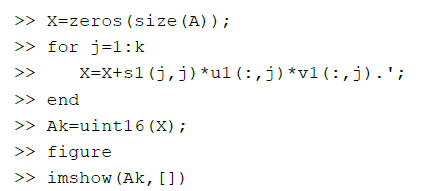 >> X=zeros(size(A));
>> for j=1:k
>>    X=X+s1(j,j)*u1(:,j)*v1(:,j).';
>> end
>> Ak=uint16(X);
>> figure
>> imshow(Ak,[])